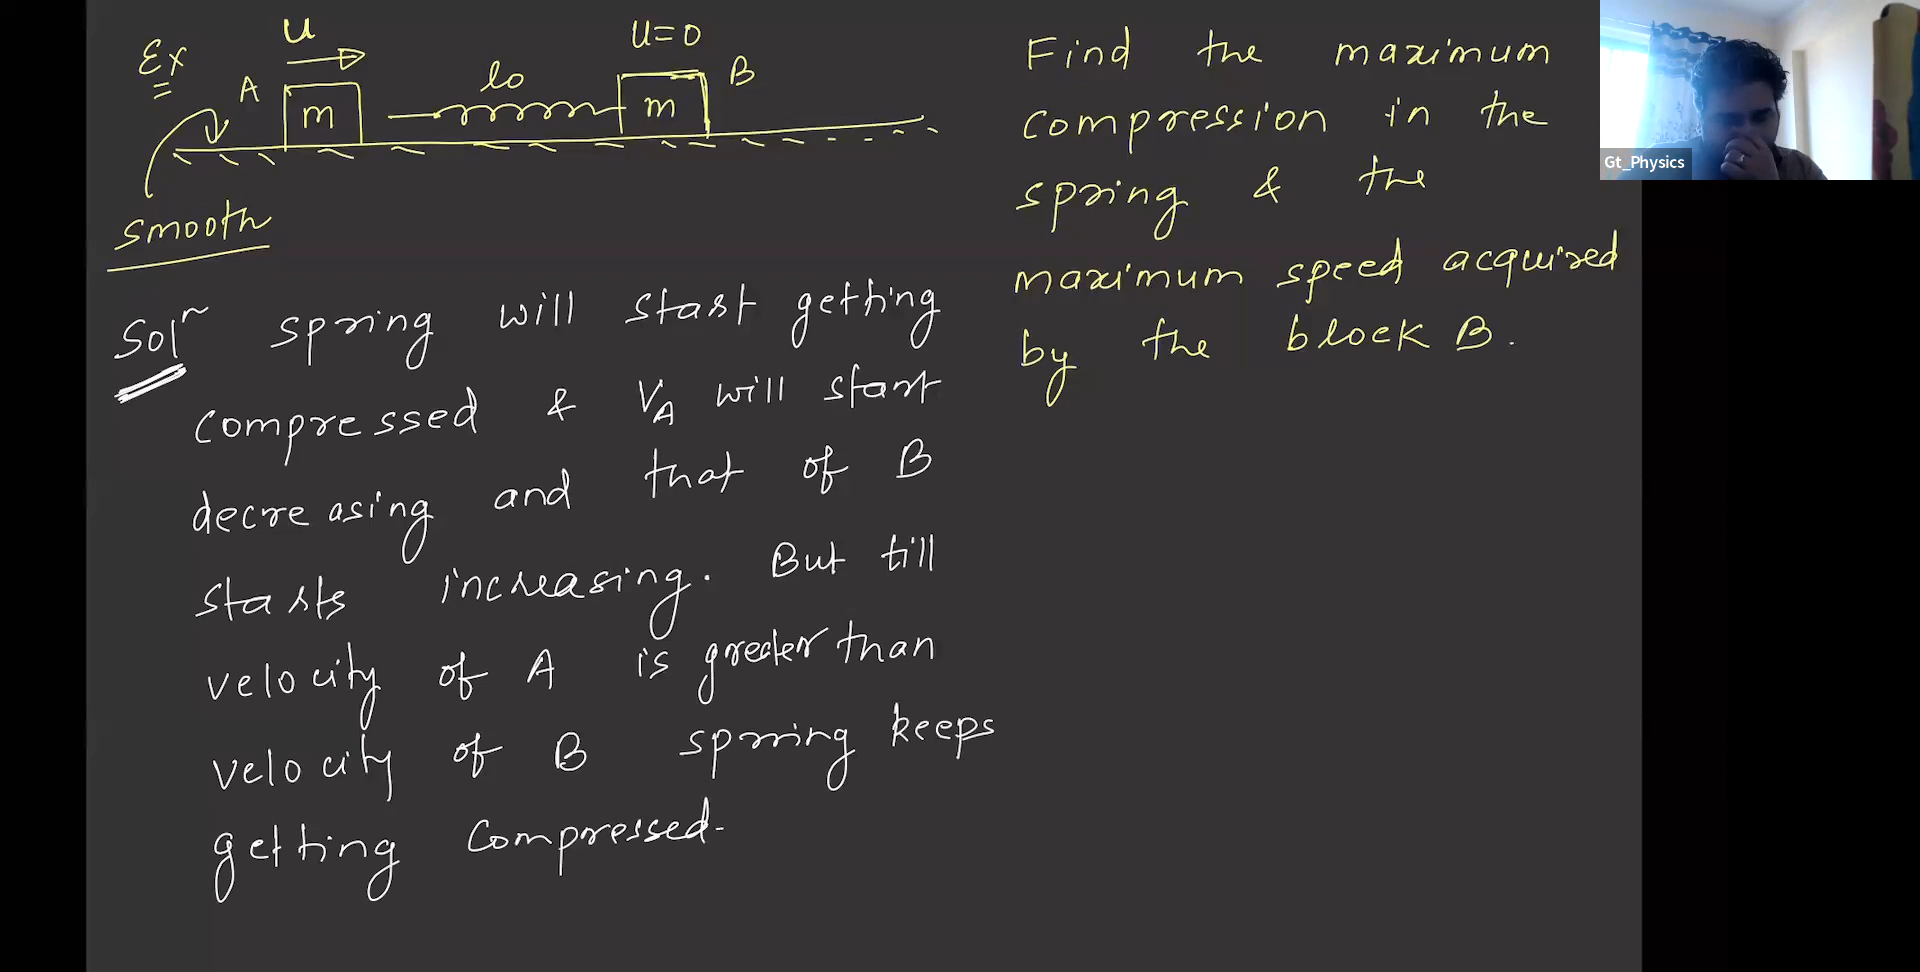 Ex
u
A
m
lo
u=0
m
B
smooth
Find the maximum
compression in the
spring & the
maximum speed acquired
by the block B.
Soln spring will start getting
compressed & VA will start
decreasing and that of B
starts increasing. But till
velocity of A is greater than
velocity of B spring keeps
getting compressed.
Gt_Physics